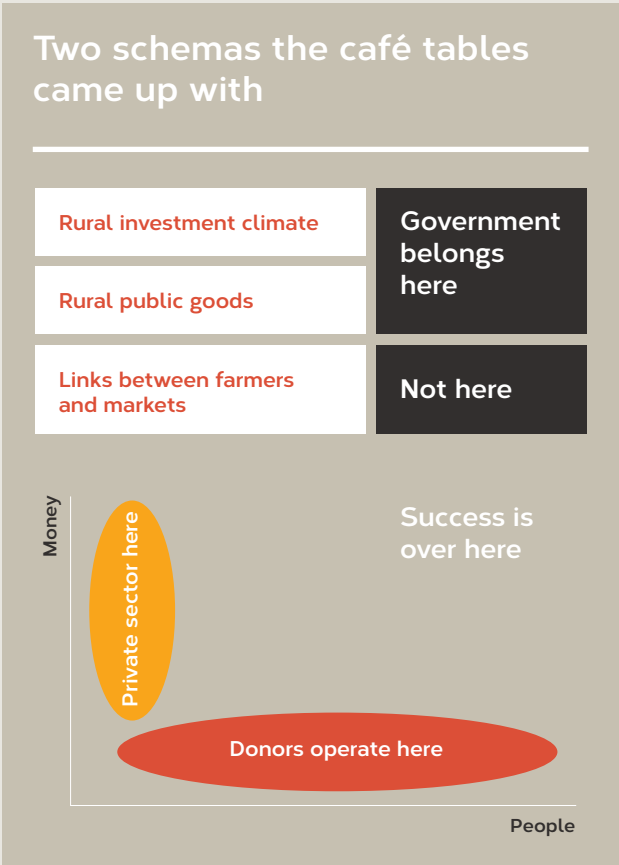 Two schemas the café tables
came up with
Rural investment climate
Government
belongs
here
Rural public goods
Links between farmers
and markets
Not here
Money
Private sector here
Success is
over here
Donors operate here
People